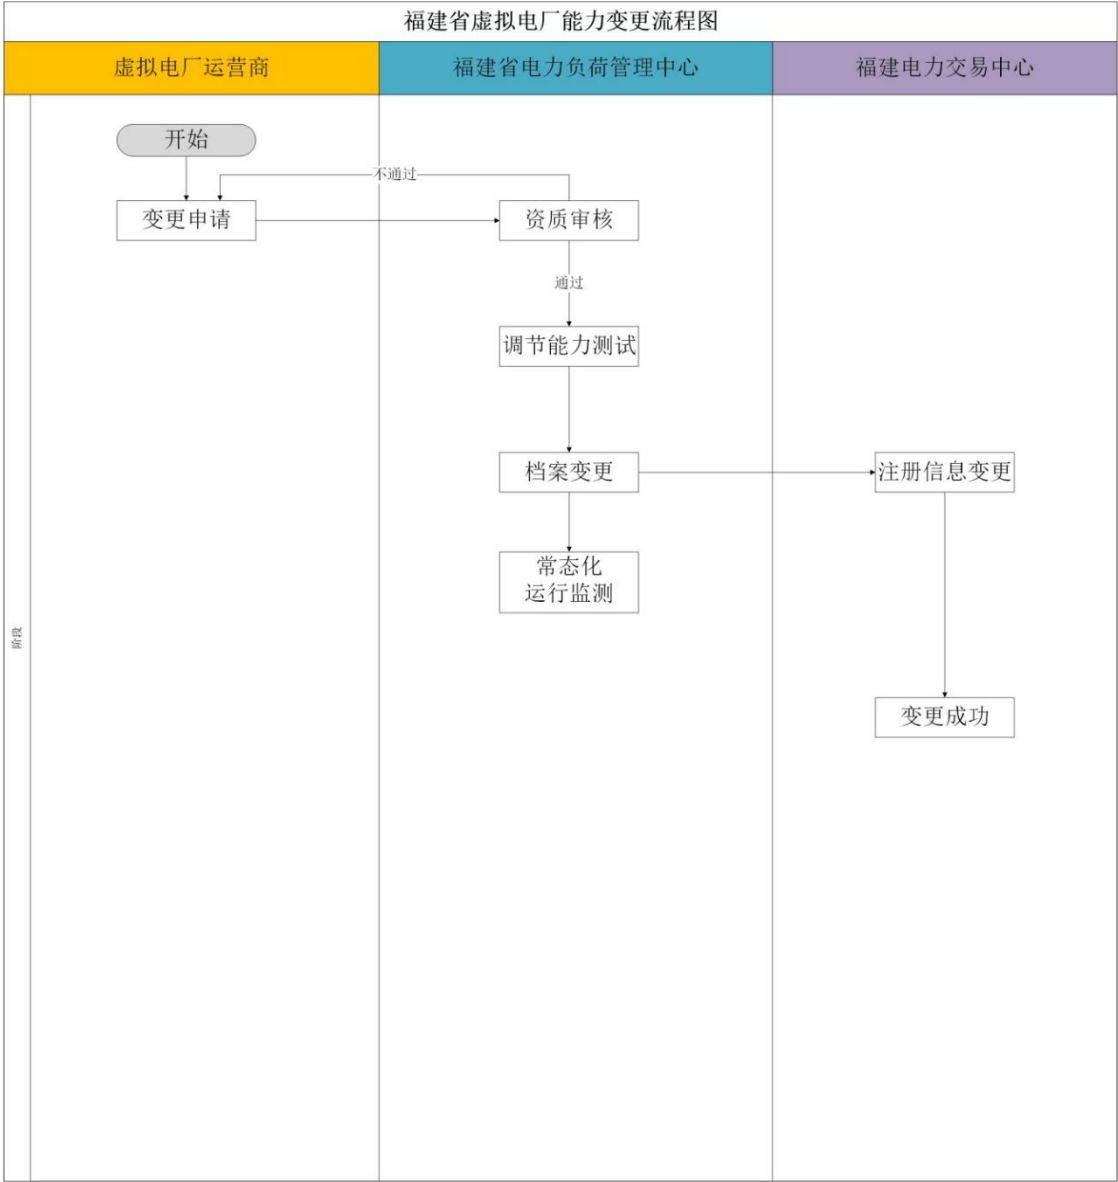 福建省虚拟电厂能力变更流程图
虚拟电厂运营商
福建省电力负荷管理中心
福建电力交易中心
开始
不通过
变更申请
资质审核
通过
调节能力测试
档案变更
注册信息变更
常态化
运行监测
阶段
变更成功